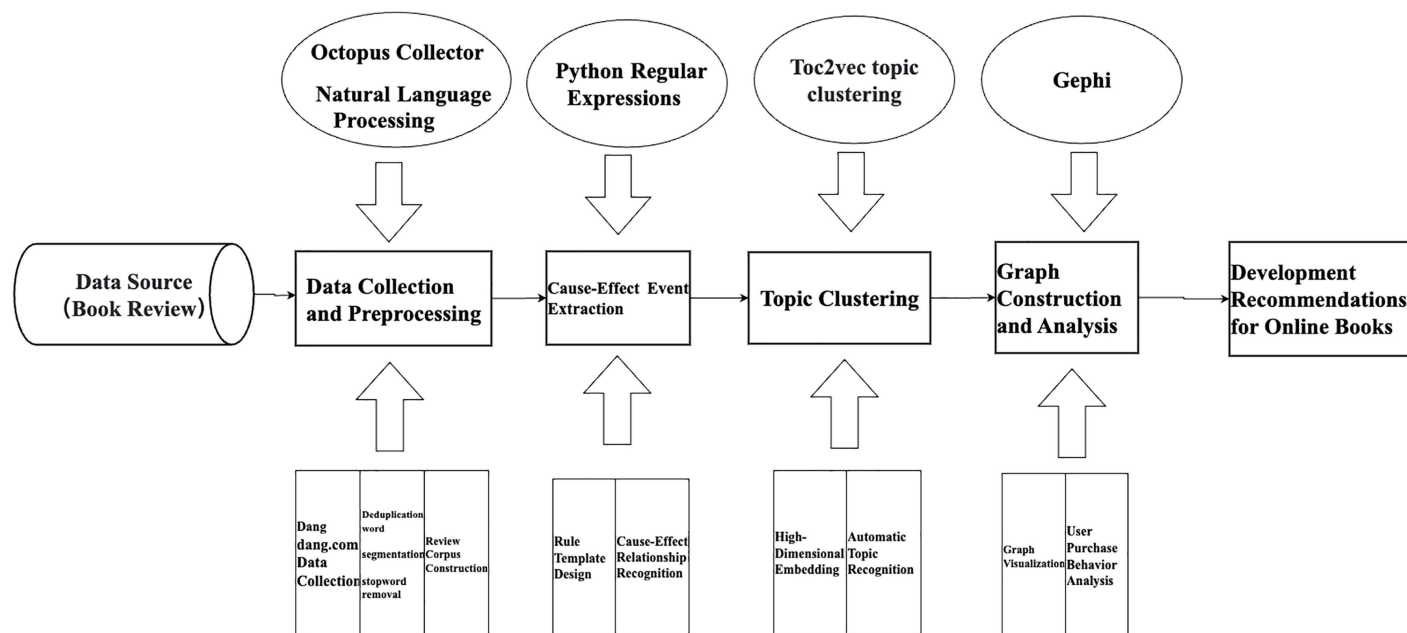 Octopus Collector
Natural Language
Processing
Python Regular
Expressions
Toc2vec topic
clustering
Gephi
Data Source
(Book Review)
Data Collection
and Preprocessing
Cause-Effect Event
Extraction
Topic Clustering
Graph
Construction
and Analysis
Development
Recommendations
for Online Books
Dang
dang.com
Data
Collection
Deduplication
word
segmentation
stopword
removal
Review
Corpus
Construction
Rule
Template
Design
Cause-Effect
Relationship
Recognition
High-
Dimensional
Embedding
Automatic
Topic
Recognition
Graph
Visualization
User
Purchase
Behavior
Analysis